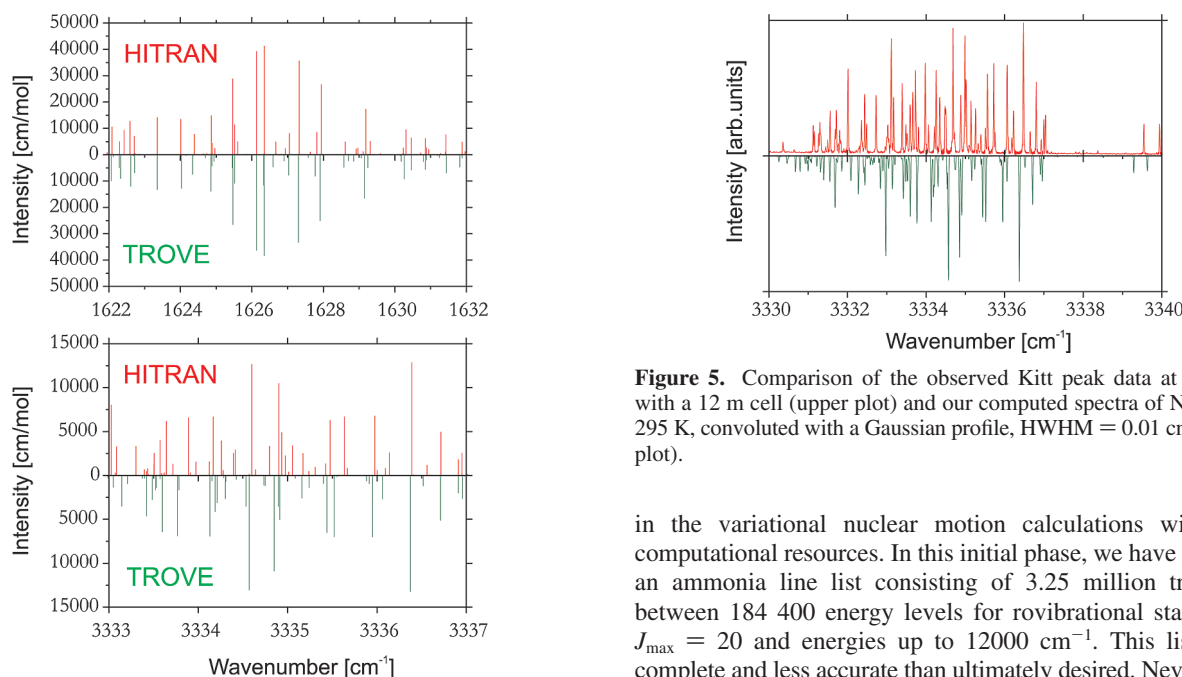 50000
40000
30000
20000
10000
0
10000
20000
30000
40000
50000
Intensity [cm/mol]
HITRAN
TROVE
1622 1624 1626 1628 1630 1632
15000
10000
5000
0
5000
10000
15000
Intensity [cm/mol]
HITRAN
TROVE
3333 3334 3335 3336 3337
Wavenumber [cm-1]
Intensity [arb.units]
3330 3332 3334 3336 3338 3340
Wavenumber [cm-1]
Figure 5. Comparison of the observed Kitt peak data at
with a 12 m cell (upper plot) and our computed spectra of N
295 K, convoluted with a Gaussian profile, HWHM = 0.01 cm
plot).
in the variational nuclear motion calculations wi
computational resources. In this initial phase, we have
an ammonia line list consisting of 3.25 million tr
between 184 400 energy levels for rovibrational sta
Jmax = 20 and energies up to 12000 cm−1. This lis
complete and less accurate than ultimately desired. Nev